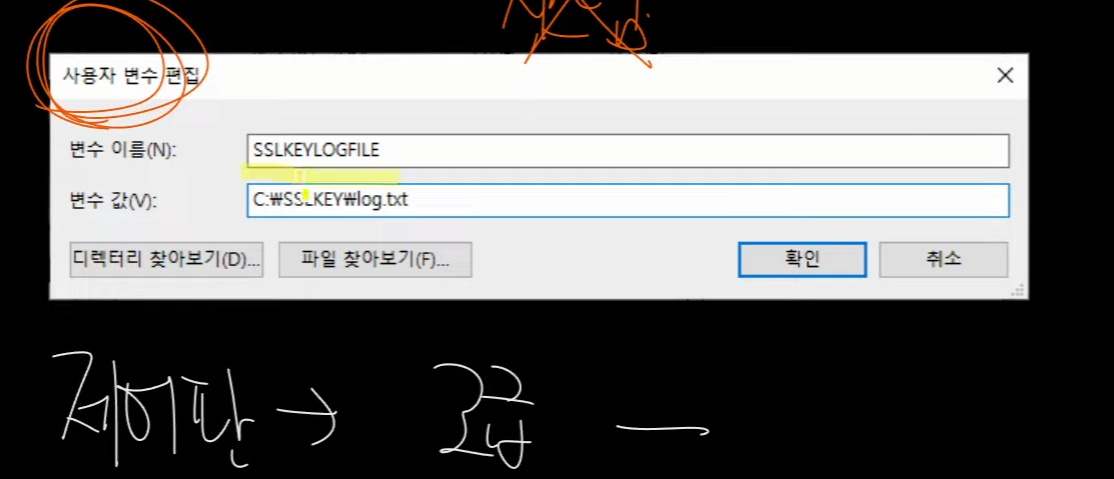 사용자 변수 편집
변수 이름(N):
SSLKEYLOGFILE
변수 값(V):
C:₩SSLKEY₩log.txt
디렉터리 찾아보기(D)...
파일 찾아보기(F)...
확인
취소
제어판 →